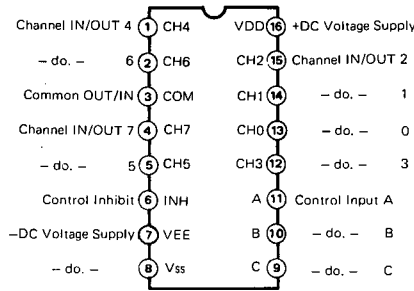 Channel IN/OUT 4 1 CH4 VDD 16 +DC Voltage Supply
– do. – 6 2 CH6 CH2 15 Channel IN/OUT 2
Common OUT/IN 3 COM CH1 14 – do. – 1
Channel IN/OUT 7 4 CH7 CH0 13 – do. – 0
– do. – 5 5 CH5 CH3 12 – do. – 3
Control Inhibit 6 INH A 11 Control Input A
–DC Voltage Supply 7 VEE B 10 – do. – B
– do. – 8 Vss C 9 – do. – C